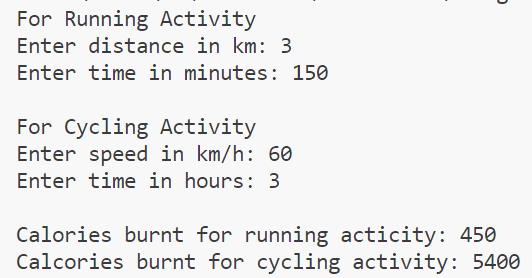 For Running Activity
Enter distance in km: 3
Enter time in minutes: 150
For Cycling Activity
Enter speed in km/h: 60
Enter time in hours: 3
Calories burnt for running acticity: 450
Calcories burnt for cycling activity: 5400